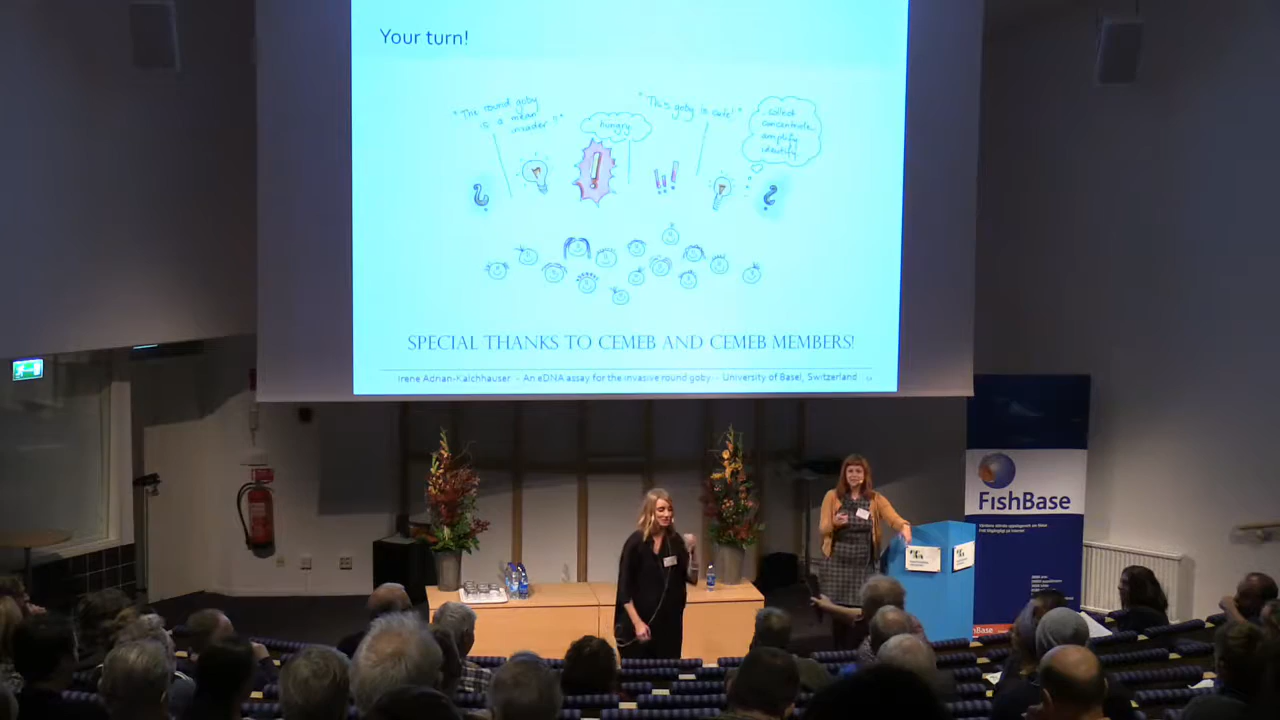 Your turn!
"The round goby
is a mean
invader!!"
hungry
"This goby is cute!"
collect
concentrate
amplify
identify
SPECIAL THANKS TO CEMEB AND CEMEB MEMBERS!
Irene Adrian-Kalchhauser - An eDNA assay for the invasive round goby - University of Basel, Switzerland
FishBase